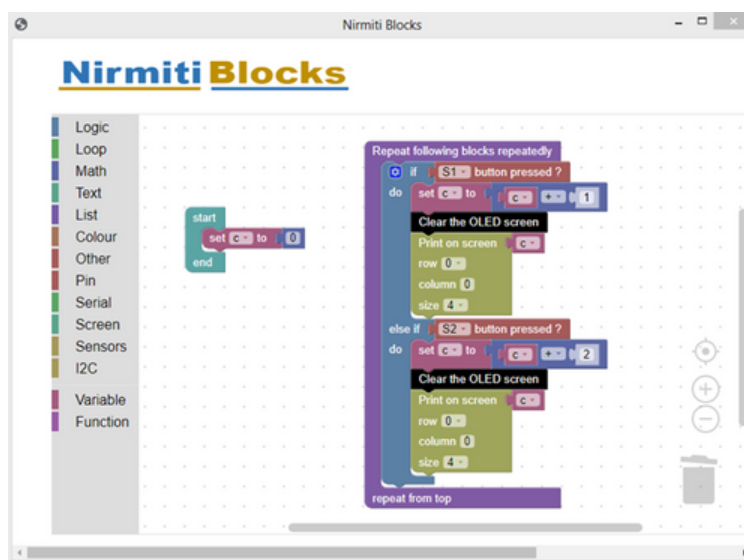 Nirmiti Blocks
Nirmiti Blocks
Logic
Loop
Math
Text
List
Colour
Other
Pin
Serial
Screen
Sensors
I2C
Variable
Function
start
set c to 0
end
Repeat following blocks repeatedly
if S1 button pressed ?
do set c to c + 1
Clear the OLED screen
Print on screen c
row 0
column 0
size 4
else if S2 button pressed ?
do set c to c + 2
Clear the OLED screen
Print on screen c
row 0
column 0
size 4
repeat from top